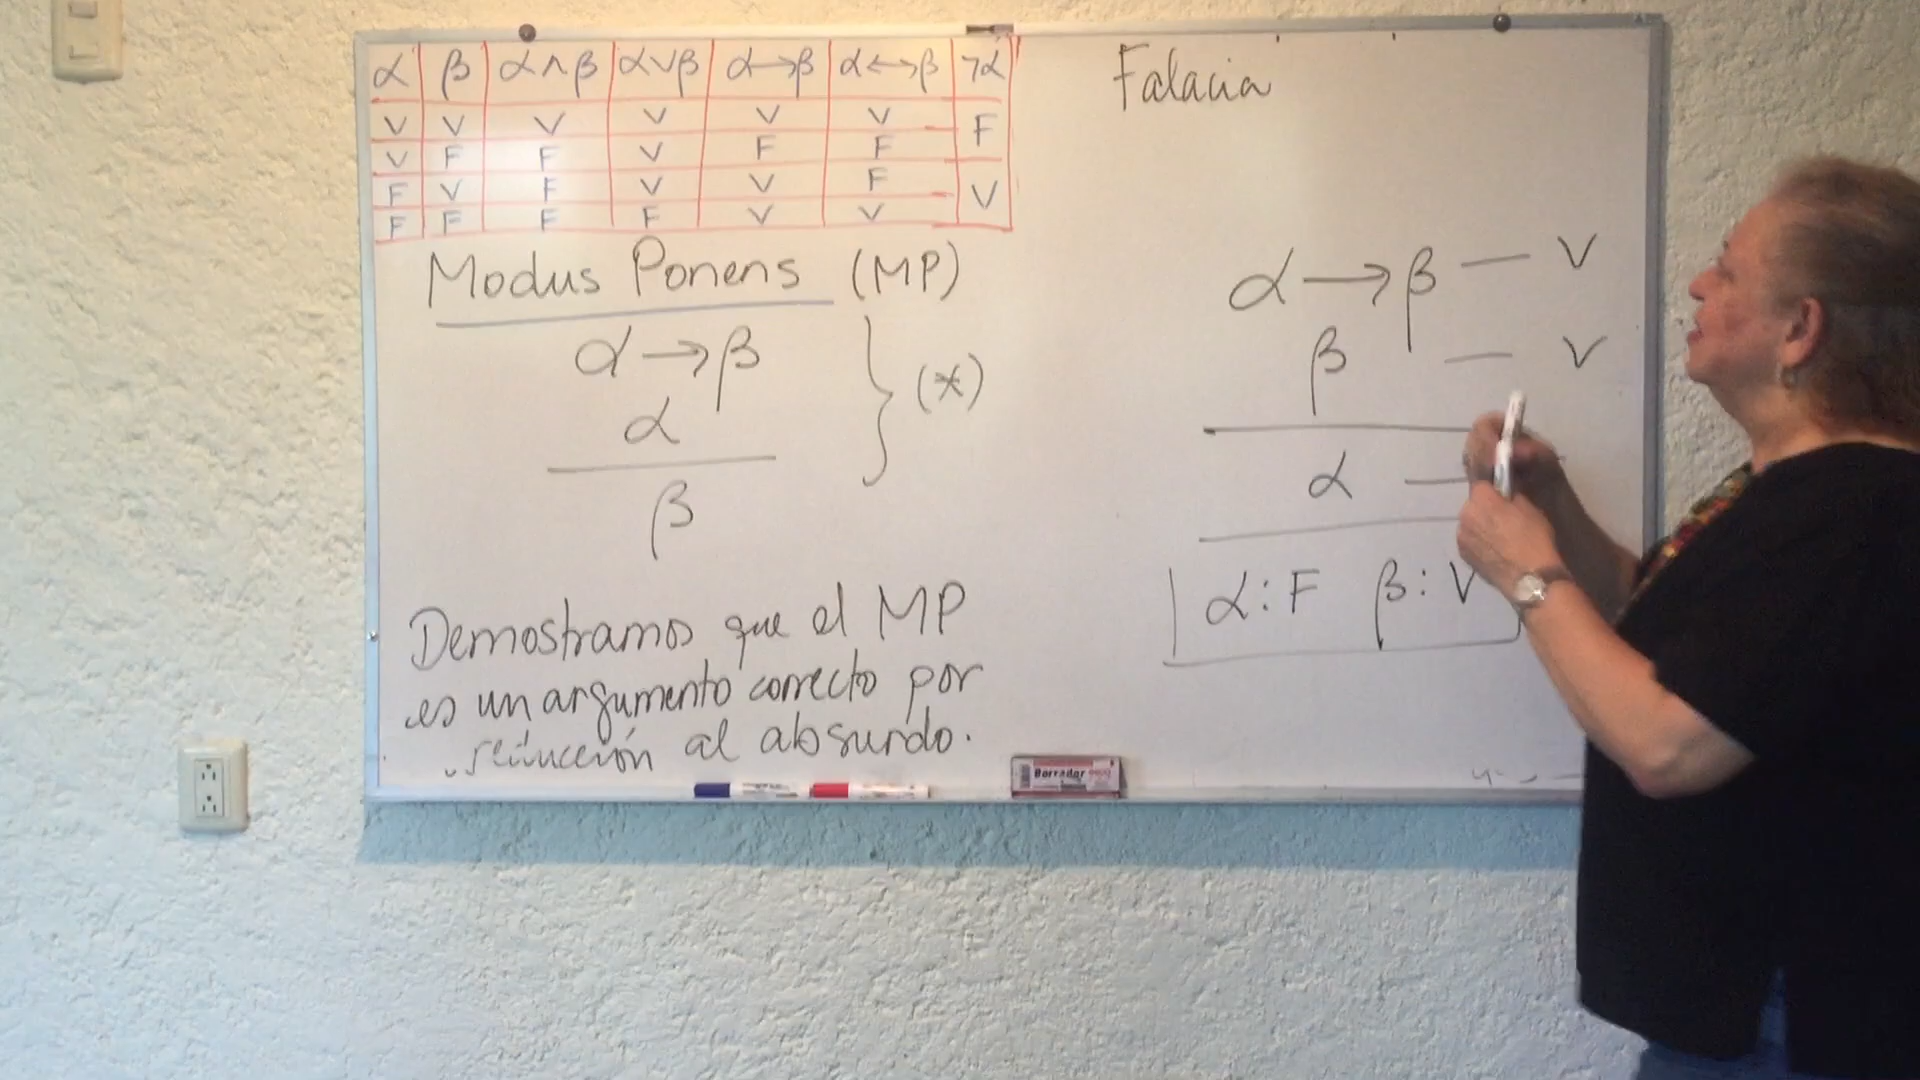 α β α∧β α∨β α→β α↔β ¬α
V V V V V V F
V F F V F F
F V F V V F V
F F F F V V
Modus Ponens (MP)
α→β
α
β
(*)
Demostramos que el MP
es un argumento correcto por
reducción al absurdo.
Falacia
α→β — V
β — V
α —
α:F β:V
Borrador